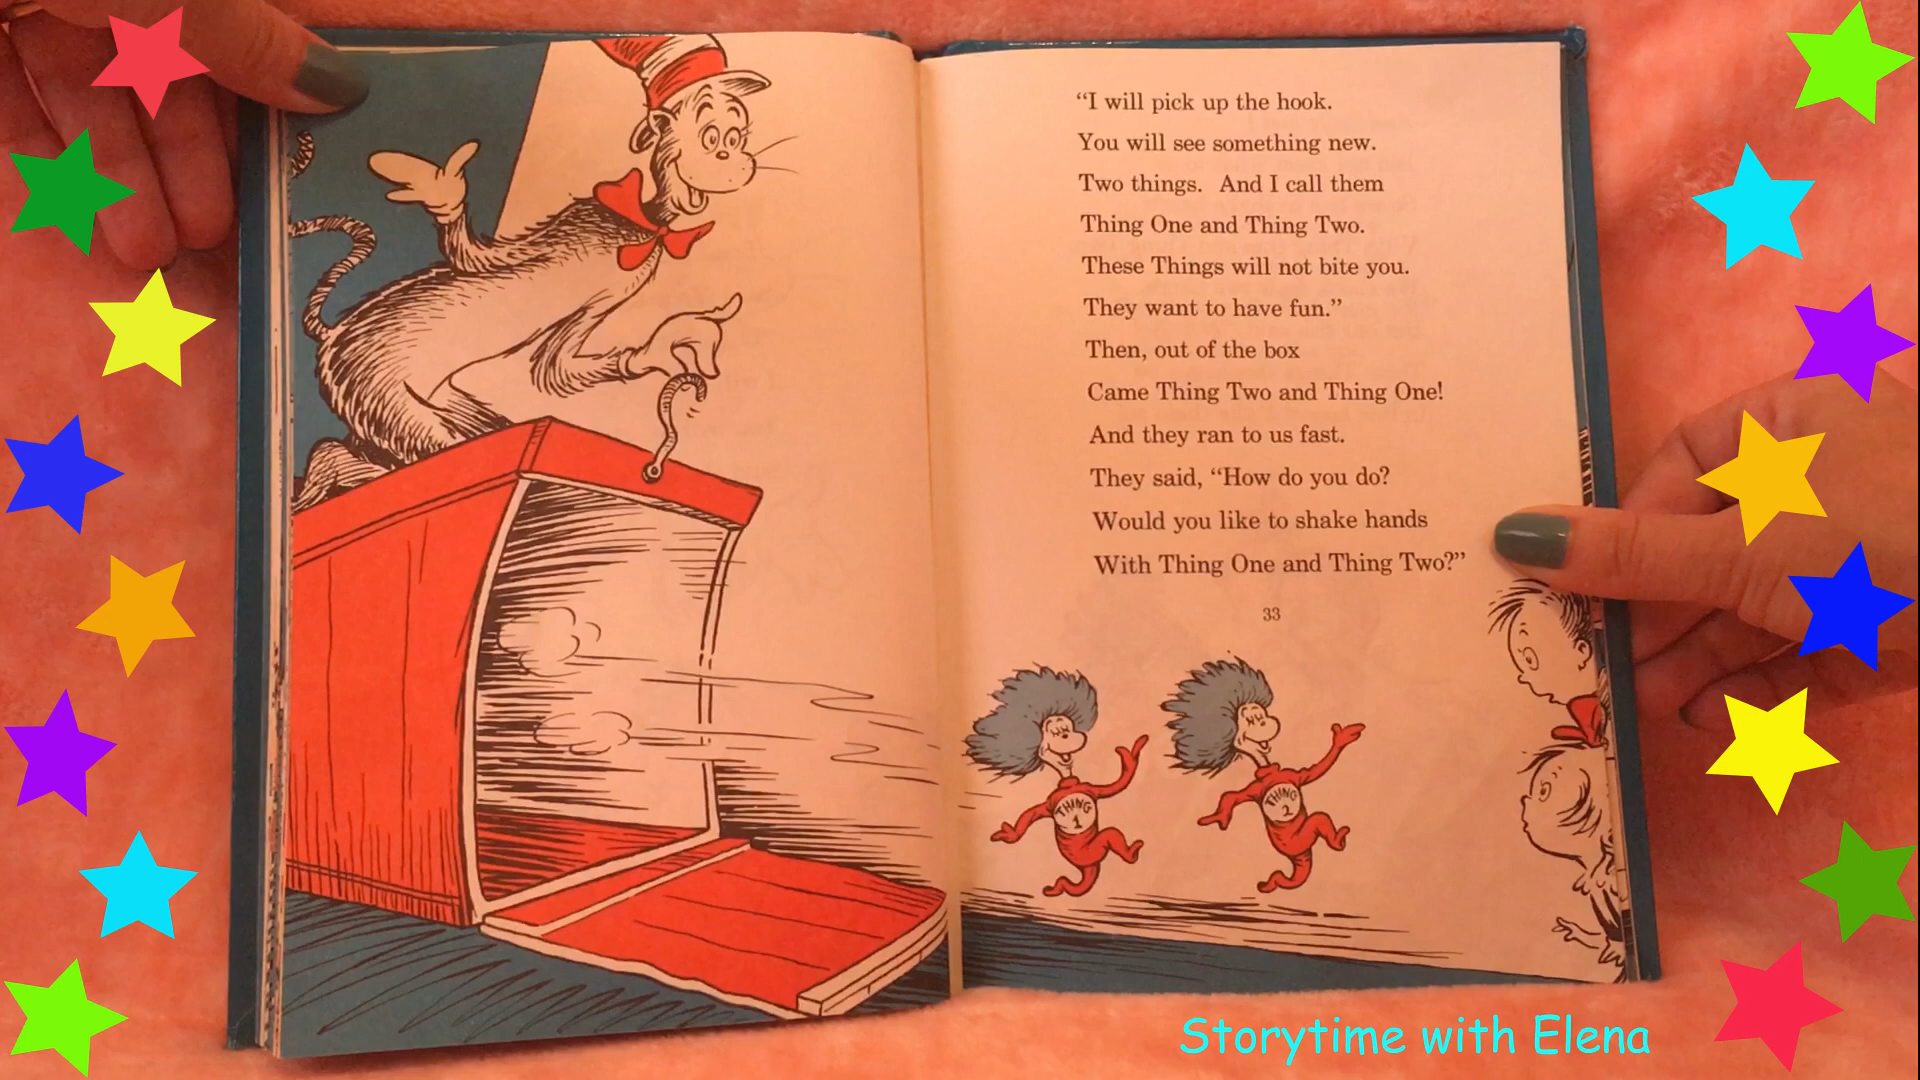 “I will pick up the hook.
You will see something new.
Two things.  And I call them
Thing One and Thing Two.
These Things will not bite you.
They want to have fun.”
Then, out of the box
Came Thing Two and Thing One!
And they ran to us fast.
They said, “How do you do?
Would you like to shake hands
With Thing One and Thing Two?”
33
THING
1
THING
2
Storytime with Elena